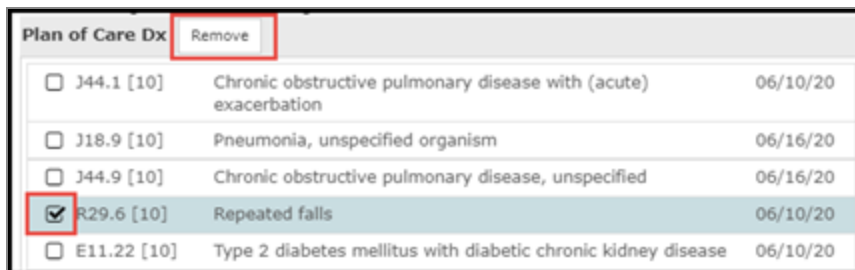 Plan of Care Dx Remove
J44.1 [10] Chronic obstructive pulmonary disease with (acute) 06/10/20
exacerbation
J18.9 [10] Pneumonia, unspecified organism 06/16/20
J44.9 [10] Chronic obstructive pulmonary disease, unspecified 06/16/20
R29.6 [10] Repeated falls 06/10/20
E11.22 [10] Type 2 diabetes mellitus with diabetic chronic kidney disease 06/10/20